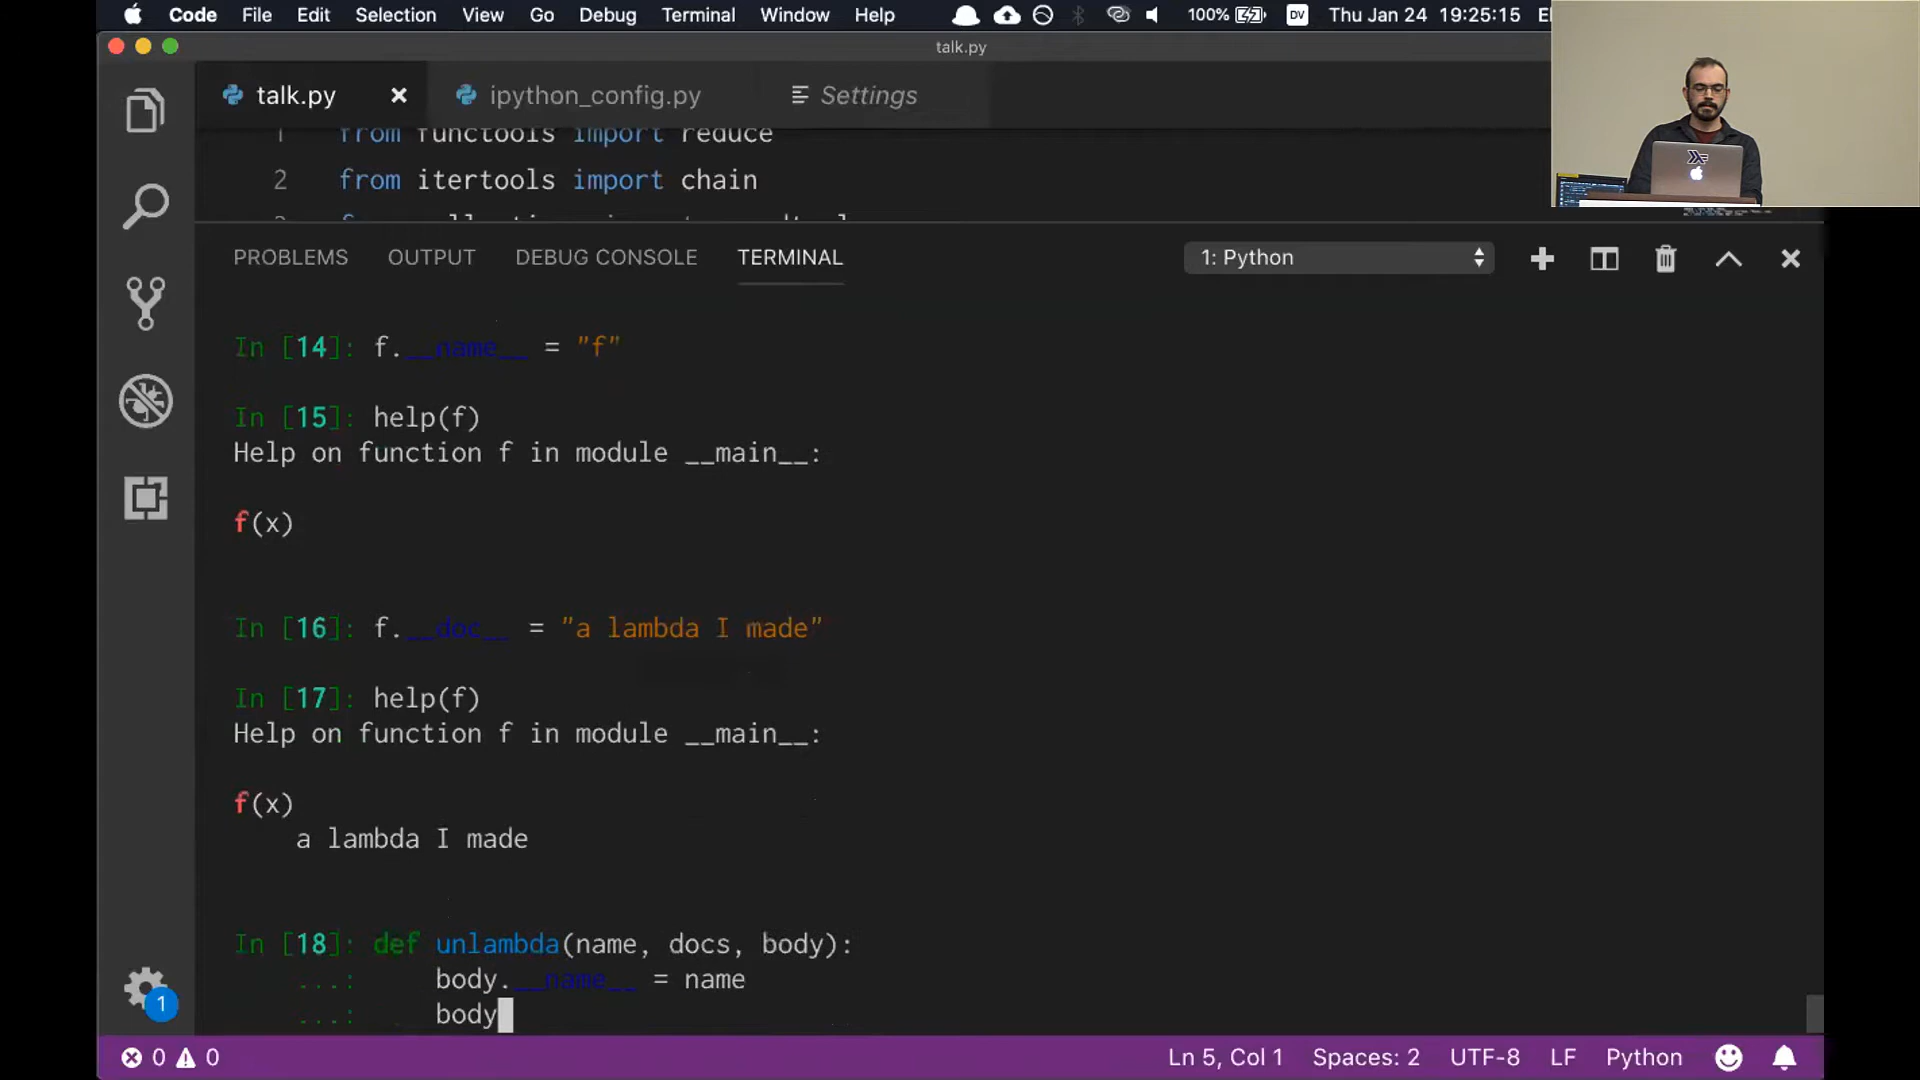 Code File Edit Selection View Go Debug Terminal Window Help 100% DV Thu Jan 24 19:25:15
talk.py
talk.py ipython_config.py Settings
1 from functools import reduce
2 from itertools import chain
PROBLEMS OUTPUT DEBUG CONSOLE TERMINAL 1: Python
In [14]: f.__name__ = "f"
In [15]: help(f)
Help on function f in module __main__:
f(x)
In [16]: f.__doc__ = "a lambda I made"
In [17]: help(f)
Help on function f in module __main__:
f(x)
a lambda I made
In [18]: def unlambda(name, docs, body):
...: body.__name__ = name
...: body
1
0 0 Ln 5, Col 1 Spaces: 2 UTF-8 LF Python